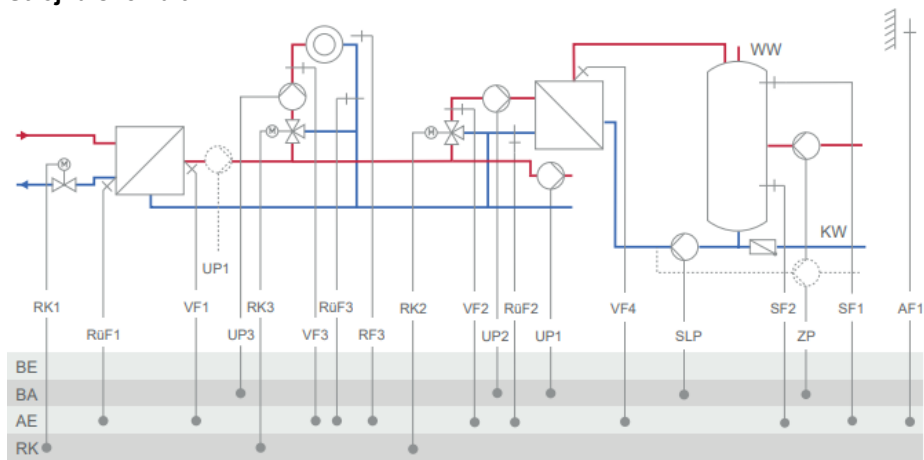 WW
M
M
M
KW
UP1
RK1
VF1
RK3
RüF3
RK2
VF2
RüF2
VF4
SF2
SF1
AF1
RüF1
UP3
VF3
RF3
UP2
UP1
SLP
ZP
BE
BA
AE
RK